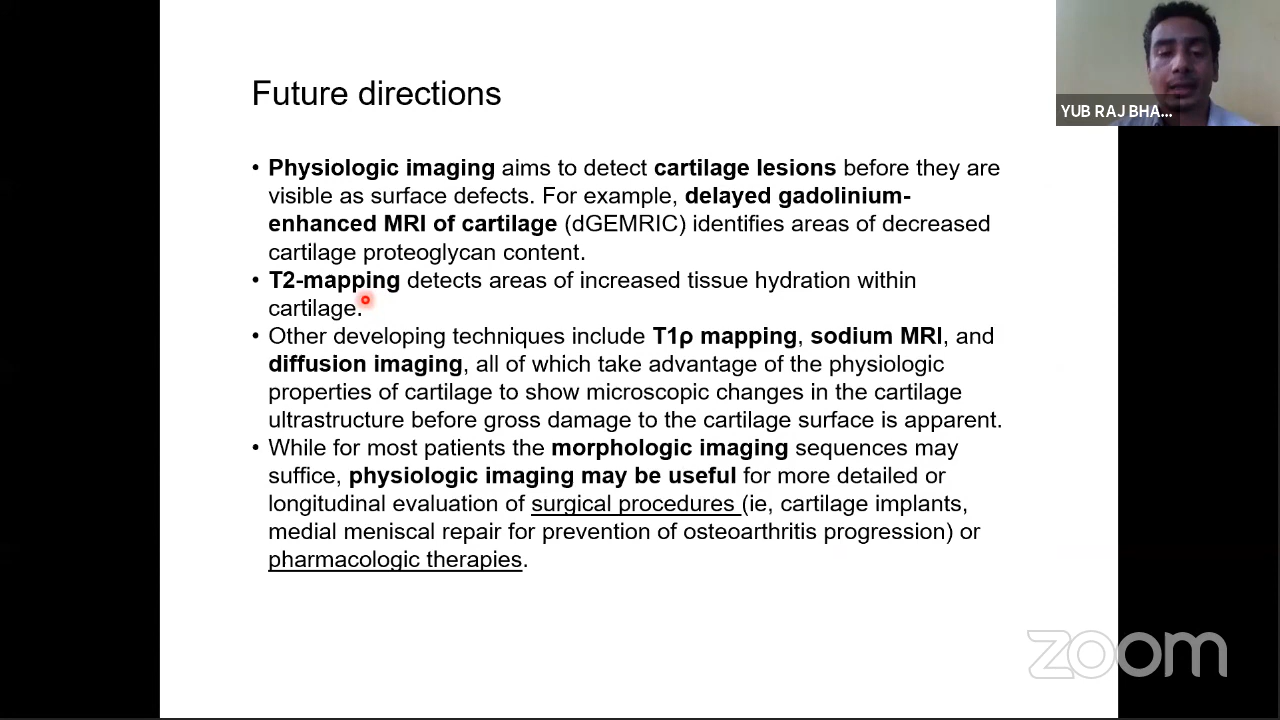 Future directions
YUB RAJ BHA...
• Physiologic imaging aims to detect cartilage lesions before they are
visible as surface defects. For example, delayed gadolinium-
enhanced MRI of cartilage (dGEMRIC) identifies areas of decreased
cartilage proteoglycan content.
• T2-mapping detects areas of increased tissue hydration within
cartilage.
• Other developing techniques include T1ρ mapping, sodium MRI, and
diffusion imaging, all of which take advantage of the physiologic
properties of cartilage to show microscopic changes in the cartilage
ultrastructure before gross damage to the cartilage surface is apparent.
• While for most patients the morphologic imaging sequences may
suffice, physiologic imaging may be useful for more detailed or
longitudinal evaluation of surgical procedures (ie, cartilage implants,
medial meniscal repair for prevention of osteoarthritis progression) or
pharmacologic therapies.
zoom